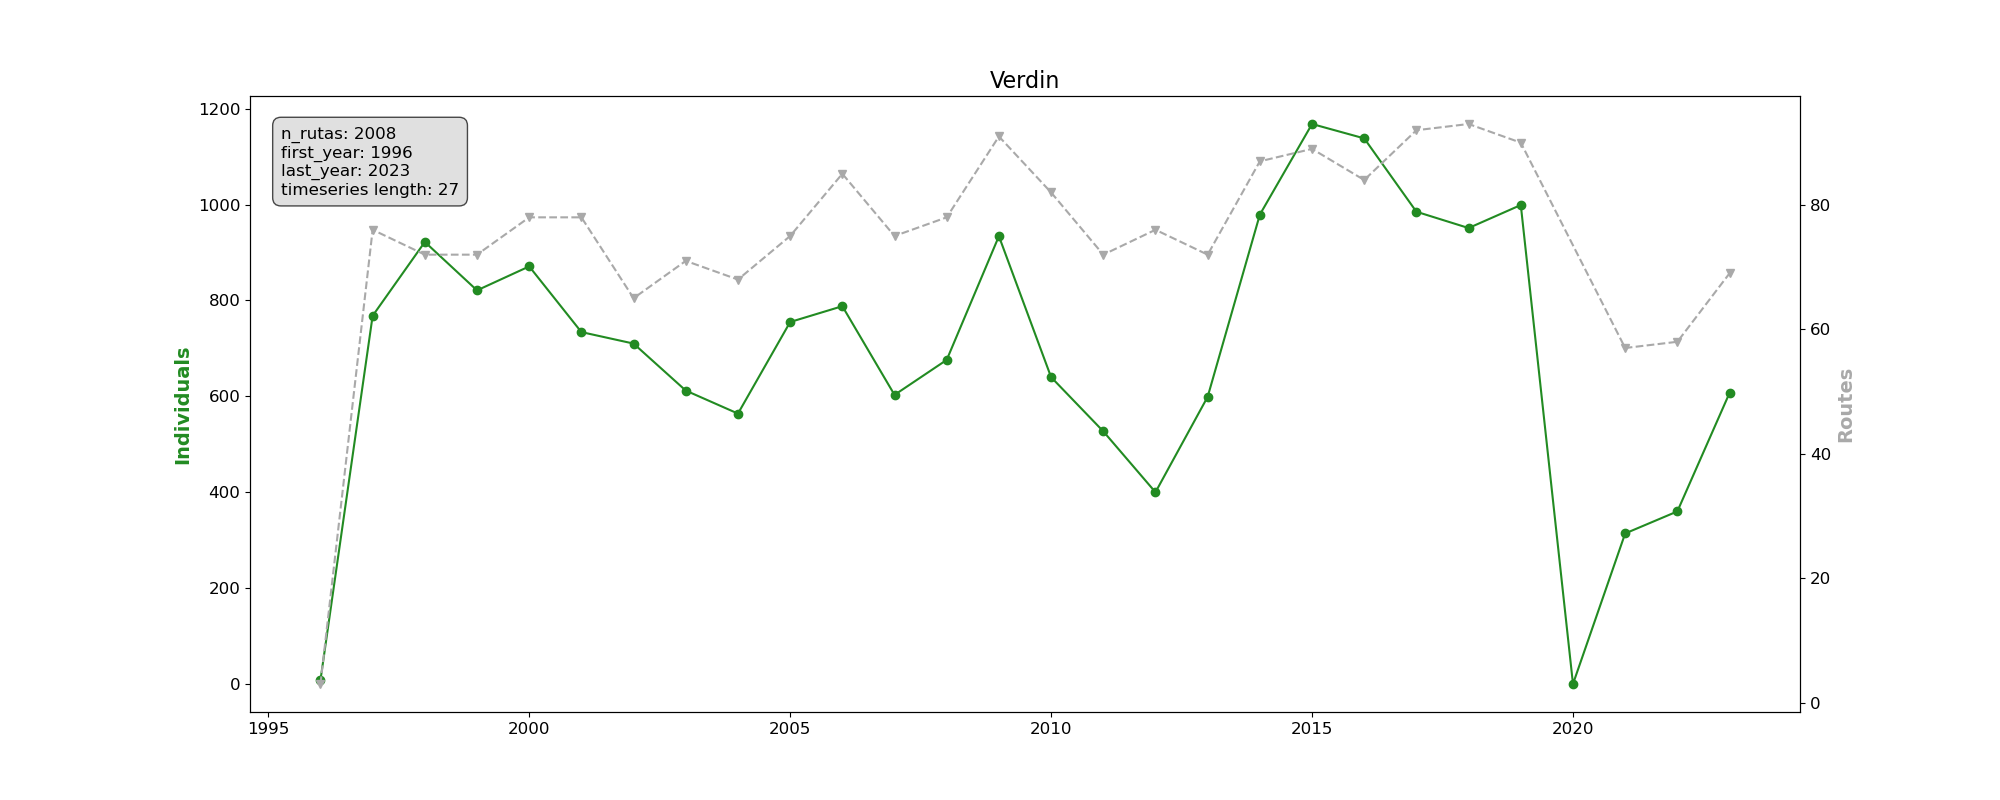 Verdin
n_rutas: 2008
first_year: 1996
last_year: 2023
timeseries length: 27
1200
1000
800
600
400
200
0
Individuals
80
60
40
20
0
Routes
1995
2000
2005
2010
2015
2020